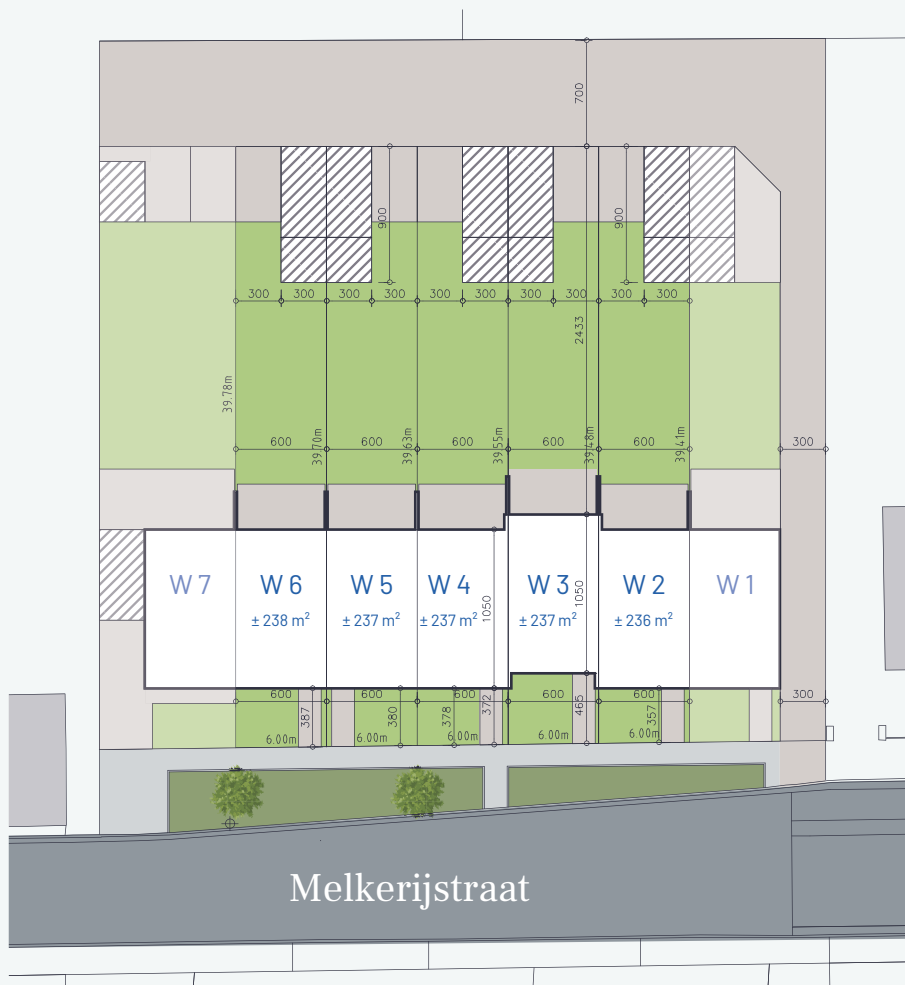 700
900
900
300 300 300 300 300 300 300 300 300 300
2433
39.78m
39.70m
39.63m
39.55m
39.48m
39.41m
600 600 600 600 600 300
W 7
W 6
± 238 m²
W 5
± 237 m²
W 4
± 237 m²
1050
W 3
± 237 m²
1050
W 2
± 236 m²
W 1
600 600 600 600 600 300
387
380
378
372
465
357
6.00m 6.00m 6.00m 6.00m 6.00m
Melkerijstraat